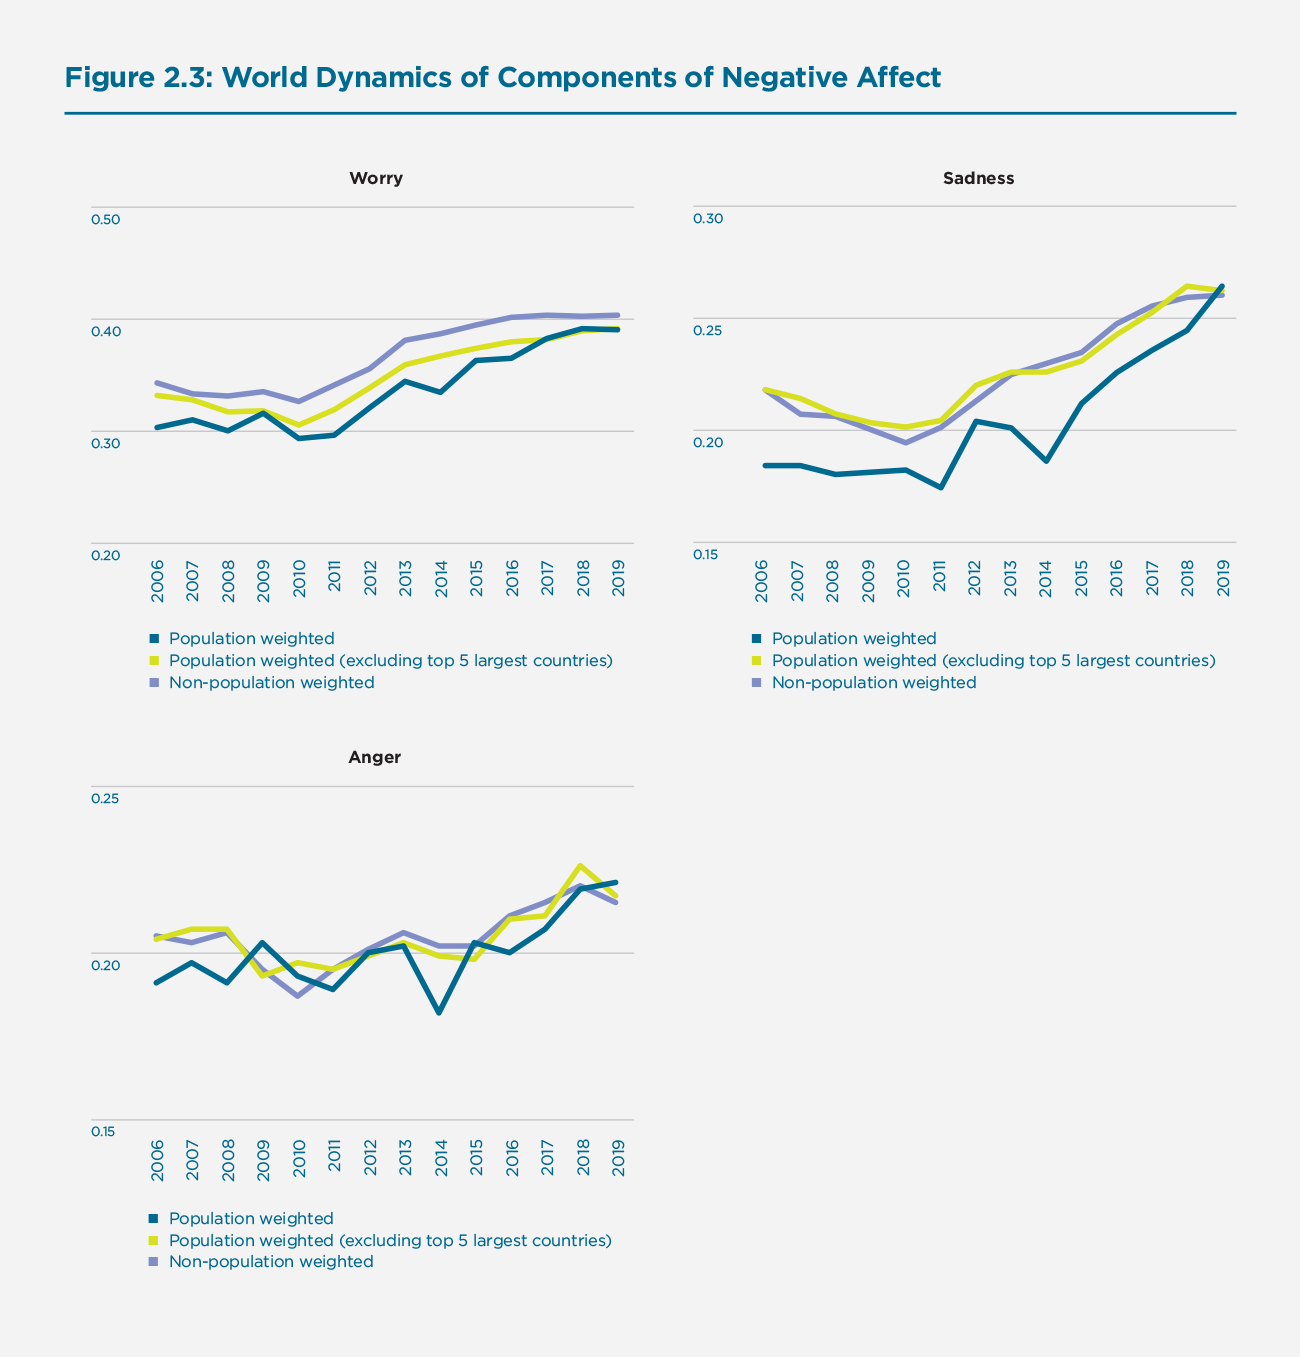 Figure 2.3: World Dynamics of Components of Negative Affect
Worry
0.50
0.40
0.30
0.20
2006 2007 2008 2009 2010 2011 2012 2013 2014 2015 2016 2017 2018 2019
Population weighted
Population weighted (excluding top 5 largest countries)
Non-population weighted
Sadness
0.30
0.25
0.20
0.15
2006 2007 2008 2009 2010 2011 2012 2013 2014 2015 2016 2017 2018 2019
Population weighted
Population weighted (excluding top 5 largest countries)
Non-population weighted
Anger
0.25
0.20
0.15
2006 2007 2008 2009 2010 2011 2012 2013 2014 2015 2016 2017 2018 2019
Population weighted
Population weighted (excluding top 5 largest countries)
Non-population weighted